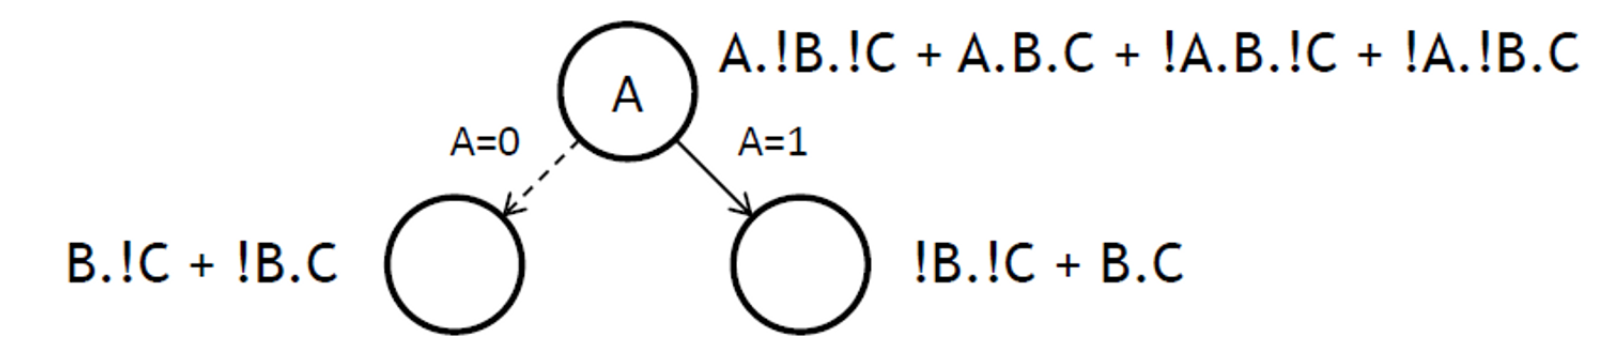 A.!B.!C + A.B.C + !A.B.!C + !A.!B.C
A
A=0
A=1
B.!C + !B.C
!B.!C + B.C